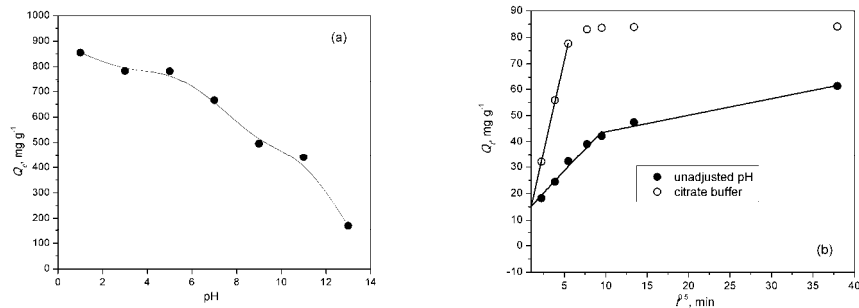 (a)
1000
900
800
700
600
500
400
300
200
100
0
Qe, mg g-1
0 2 4 6 8 10 12 14
pH
(b)
90
80
70
60
50
40
30
20
10
0
-10
Qt, mg g-1
unadjusted pH
citrate buffer
5 10 15 20 25 30 35 40
t0.5, min